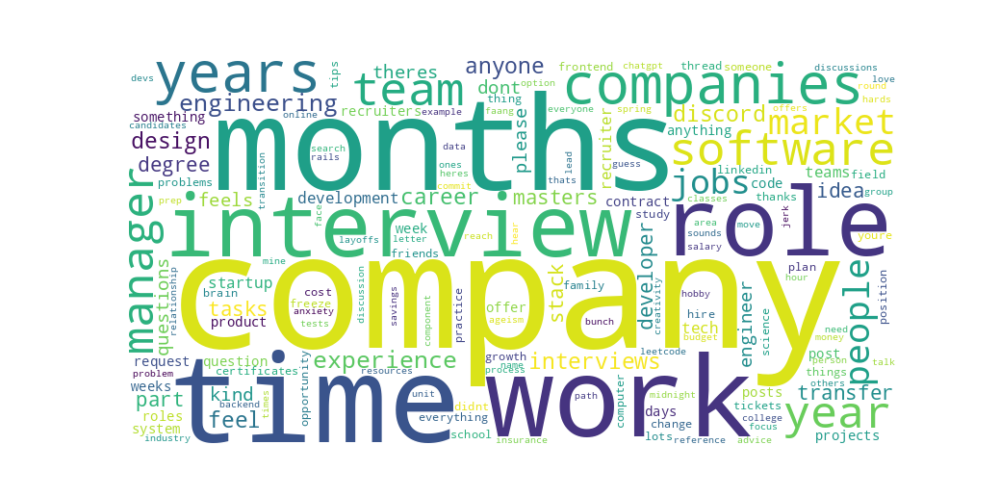 years
tips
theres
anyone
frontend
chatgpt
thread
someone
discussions
love
devs
team
dont
companies
option
round
hards
engineering
recruiters
example
thing
faang
everyone
spring
offers
something
online
candidates
months
please
recruiter
discord
market
anything
design
search
rails
data
lead
software
degree
ones
heres
thats
guess
problems
transition
linkedin
teams
field
manager
prep
feels
development
career
commit
masters
contract
jobs
code
idea
group
classes
thanks
interview
face
week
letter
reach
near
study
area
move
jerk
role
youre
layoffs
friends
sounds
salary
questions
relationship
mine
company
developer
plan
people
startup
brain
cost
freeze
anxiety
tests
discussion
savings
component
practice
offer
ageism
stack
family
bunch
creativity
hobby
hire
tech
budget
engineer
science
hour
position
tasks
product
need
money
request
question
experience
growth
name
process
interviews
leetcode
post
person
talk
problem
certificates
resources
things
others
weeks
part
kind
opportunity
time
unit
work
path
computer
midnight
days
posts
transfer
roles
backend
times
feel
didnt
everything
change
tickets
year
system
college
focus
industry
school
insurance
lots
reference
advice
projects